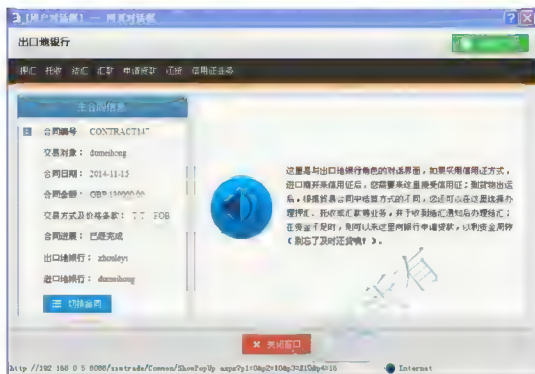 【用户对话框】 -- 网页对话框
出口地银行
押汇 托收 结汇 汇款 申请贷款 还贷 信用证业务
主合同信息
合同编号 CONTRACT147
交易对象：dumeihong
合同日期：2014-11-15
合同金额：GBP
交易方式及价格条款：T/T FOB
合同进展：已经完成
出口地银行：zhouleyi
进口地银行：dumeihong
切换合同
这里是与出口地银行角色的对话界面，如果采用信用证方式，
进口商开来信用证后，您需要来这里接受信用证；到货物出运
后，根据贸易合同中结算方式的不同，您还可以在这里选择办
理押汇、托收或汇款等业务，并于收到结汇通知后办理结汇；
在资金不足时，则可以来这里向银行申请贷款，以利资金周转
（别忘了及时还贷哦！）。
关闭窗口
Internet